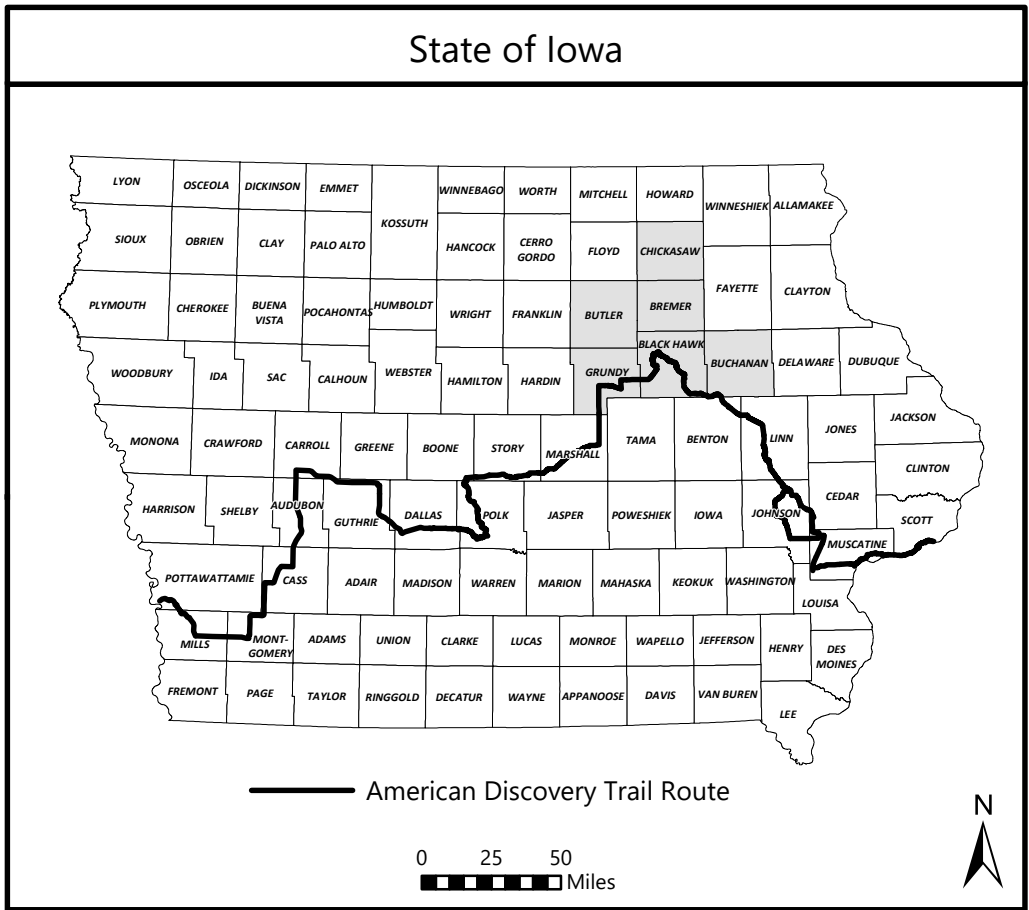 State of Iowa
LYON
OSCEOLA
DICKINSON
EMMET
KOSSUTH
WINNEBAGO
WORTH
MITCHELL
HOWARD
WINNESHIEK
ALLAMAKEE
SIOUX
OBRIEN
CLAY
PALO ALTO
HANCOCK
CERRO
GORDO
FLOYD
CHICKASAW
PLYMOUTH
CHEROKEE
BUENA
VISTA
POCAHONTAS
HUMBOLDT
WRIGHT
FRANKLIN
BUTLER
BREMER
FAYETTE
CLAYTON
WOODBURY
IDA
SAC
CALHOUN
WEBSTER
HAMILTON
HARDIN
GRUNDY
BLACK HAWK
BUCHANAN
DELAWARE
DUBUQUE
MONONA
CRAWFORD
CARROLL
GREENE
BOONE
STORY
MARSHALL
TAMA
BENTON
LINN
JONES
JACKSON
CLINTON
HARRISON
SHELBY
AUDUBON
GUTHRIE
DALLAS
POLK
JASPER
POWESHIEK
IOWA
JOHNSON
CEDAR
SCOTT
MUSCATINE
POTTAWATTAMIE
CASS
ADAIR
MADISON
WARREN
MARION
MAHASKA
KEOKUK
WASHINGTON
LOUISA
MILLS
MONT-
GOMERY
ADAMS
UNION
CLARKE
LUCAS
MONROE
WAPELLO
JEFFERSON
HENRY
DES
MOINES
FREMONT
PAGE
TAYLOR
RINGGOLD
DECATUR
WAYNE
APPANOOSE
DAVIS
VAN BUREN
LEE
American Discovery Trail Route
N
0 25 50
Miles